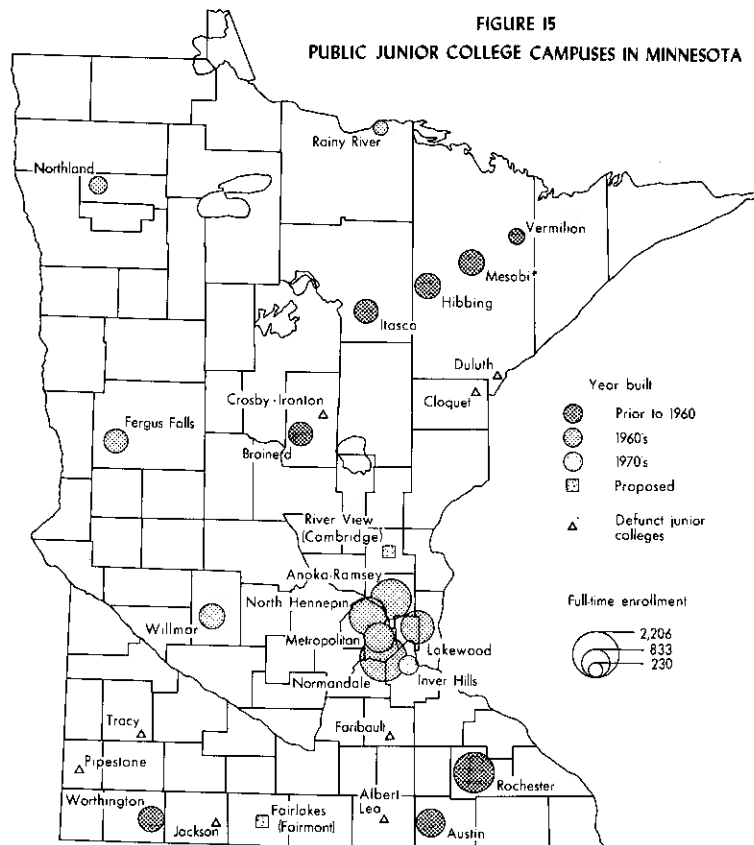 FIGURE 15
PUBLIC JUNIOR COLLEGE CAMPUSES IN MINNESOTA
Rainy River
Northland
Vermilion
Mesabi
Hibbing
Itasca
Duluth
Cloquet
Crosby-Ironton
Fergus Falls
Brainerd
Year built
Prior to 1960
1960's
1970's
Proposed
Defunct junior
colleges
River View
(Cambridge)
Anoka-Ramsey
North Hennepin
Willmar
Metropolitan
Lakewood
Normandale
Inver Hills
Full-time enrollment
2,206
833
230
Tracy
Faribault
Pipestone
Rochester
Worthington
Jackson
Fairlakes
(Fairmont)
Albert
Lea
Austin